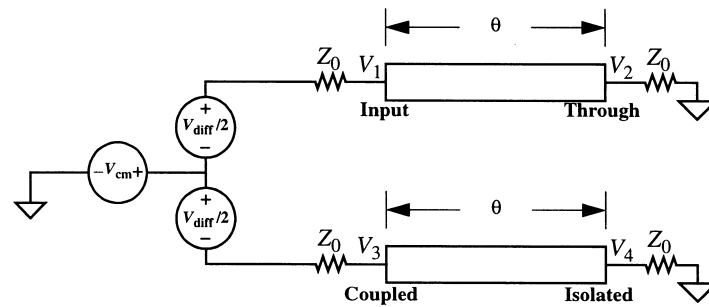 θ
Z0 V1 V2 Z0
Input Through
+
Vdiff/2
−
−Vcm+
+
Vdiff/2
−
θ
Z0 V3 V4 Z0
Coupled Isolated